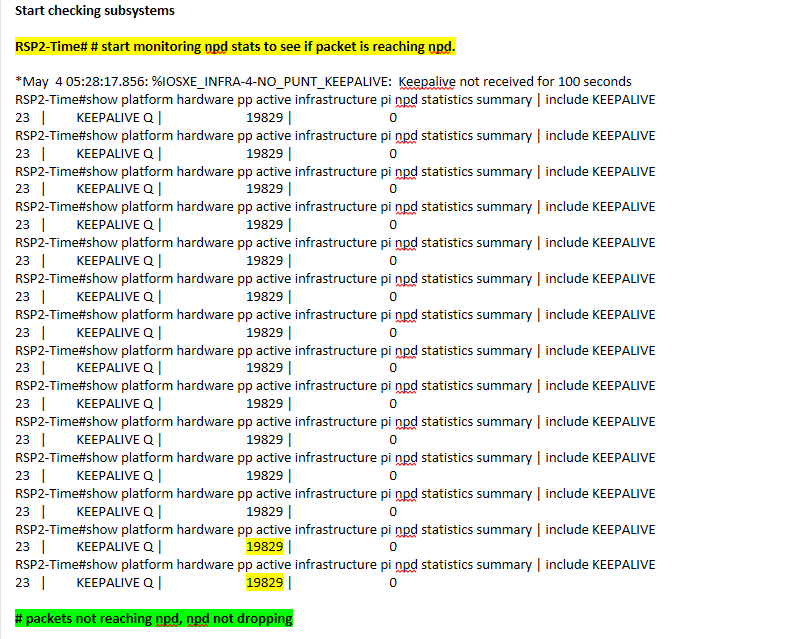 Start checking subsystems
RSP2-Time# # start monitoring npd stats to see if packet is reaching npd.
*May  4 05:28:17.856: %IOSXE_INFRA-4-NO_PUNT_KEEPALIVE:  Keepalive not received for 100 seconds
RSP2-Time#show platform hardware pp active infrastructure pi npd statistics summary | include KEEPALIVE
23 | KEEPALIVE Q | 19829 | 0
RSP2-Time#show platform hardware pp active infrastructure pi npd statistics summary | include KEEPALIVE
23 | KEEPALIVE Q | 19829 | 0
RSP2-Time#show platform hardware pp active infrastructure pi npd statistics summary | include KEEPALIVE
23 | KEEPALIVE Q | 19829 | 0
RSP2-Time#show platform hardware pp active infrastructure pi npd statistics summary | include KEEPALIVE
23 | KEEPALIVE Q | 19829 | 0
RSP2-Time#show platform hardware pp active infrastructure pi npd statistics summary | include KEEPALIVE
23 | KEEPALIVE Q | 19829 | 0
RSP2-Time#show platform hardware pp active infrastructure pi npd statistics summary | include KEEPALIVE
23 | KEEPALIVE Q | 19829 | 0
RSP2-Time#show platform hardware pp active infrastructure pi npd statistics summary | include KEEPALIVE
23 | KEEPALIVE Q | 19829 | 0
RSP2-Time#show platform hardware pp active infrastructure pi npd statistics summary | include KEEPALIVE
23 | KEEPALIVE Q | 19829 | 0
RSP2-Time#show platform hardware pp active infrastructure pi npd statistics summary | include KEEPALIVE
23 | KEEPALIVE Q | 19829 | 0
RSP2-Time#show platform hardware pp active infrastructure pi npd statistics summary | include KEEPALIVE
23 | KEEPALIVE Q | 19829 | 0
RSP2-Time#show platform hardware pp active infrastructure pi npd statistics summary | include KEEPALIVE
23 | KEEPALIVE Q | 19829 | 0
RSP2-Time#show platform hardware pp active infrastructure pi npd statistics summary | include KEEPALIVE
23 | KEEPALIVE Q | 19829 | 0
RSP2-Time#show platform hardware pp active infrastructure pi npd statistics summary | include KEEPALIVE
23 | KEEPALIVE Q | 19829 | 0
RSP2-Time#show platform hardware pp active infrastructure pi npd statistics summary | include KEEPALIVE
23 | KEEPALIVE Q | 19829 | 0
# packets not reaching npd, npd not dropping